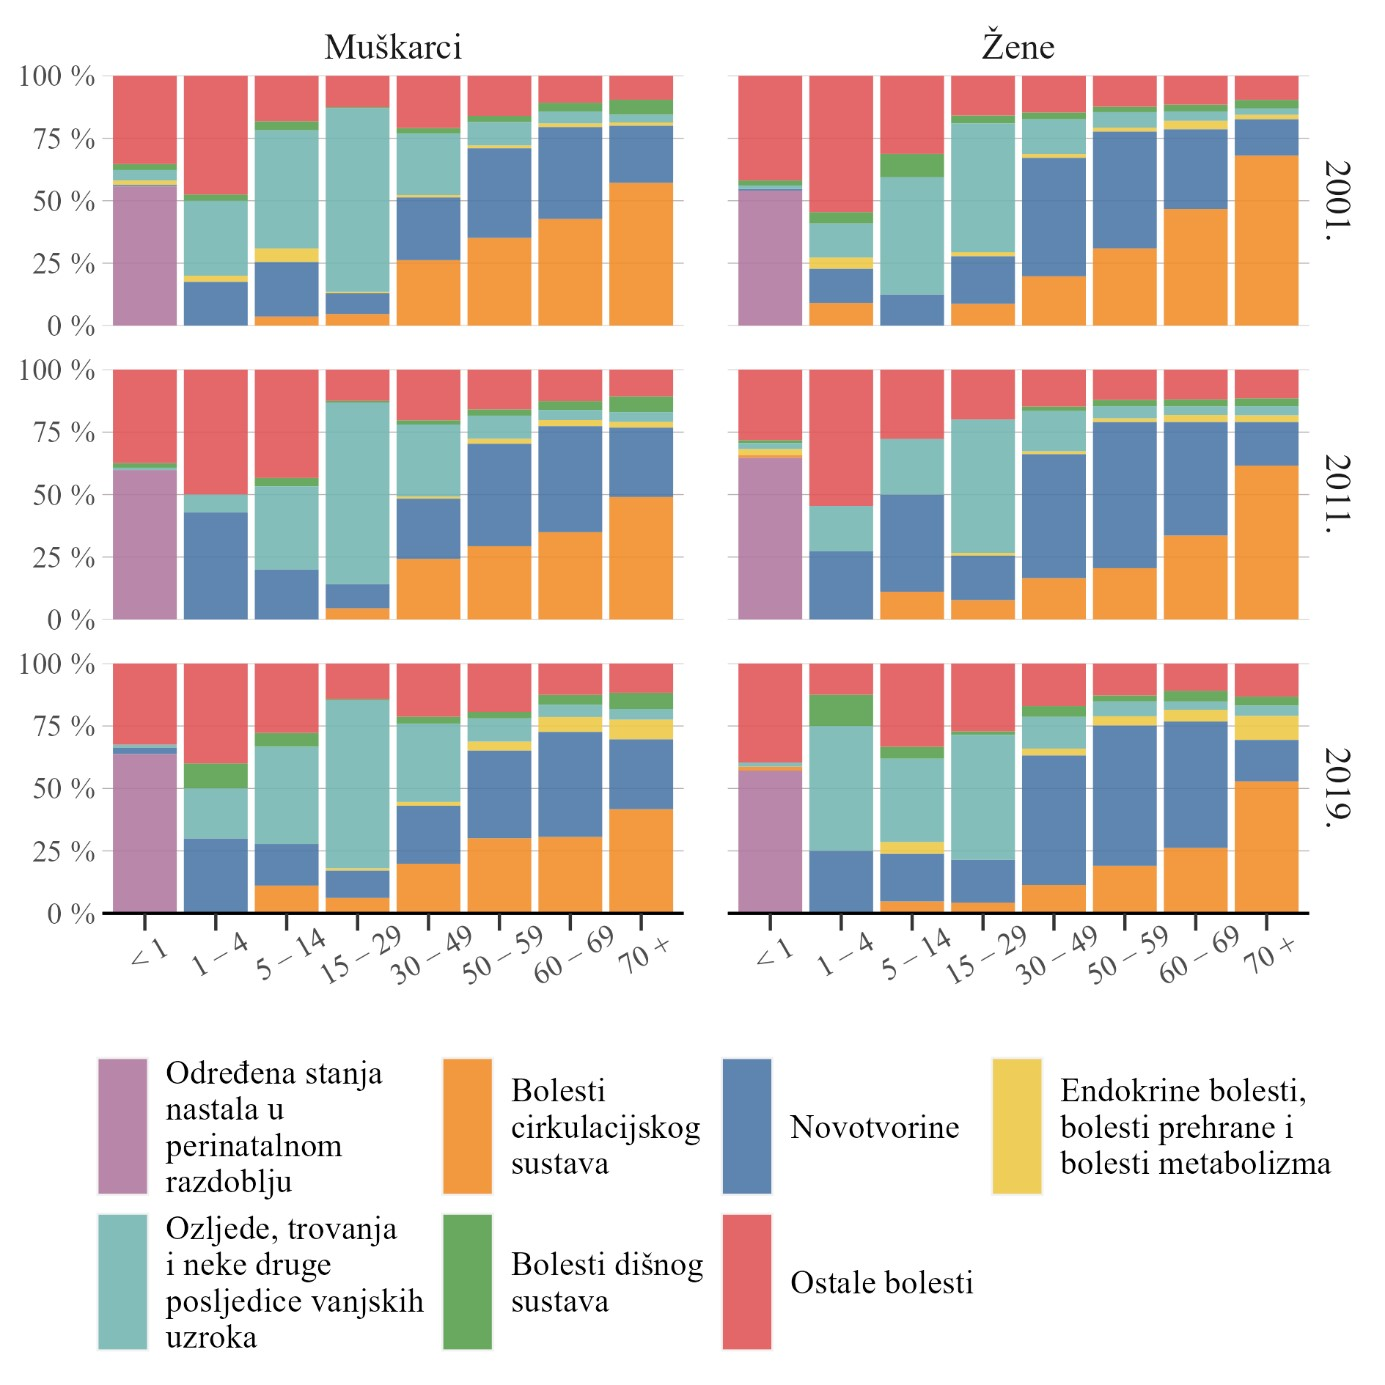 Muškarci
Žene
100 %
75 %
50 %
25 %
0 %
2001.
100 %
75 %
50 %
25 %
0 %
2011.
100 %
75 %
50 %
25 %
0 %
2019.
< 1
1 – 4
5 – 14
15 – 29
30 – 49
50 – 59
60 – 69
70 +
< 1
1 – 4
5 – 14
15 – 29
30 – 49
50 – 59
60 – 69
70 +
Određena stanja
nastala u
perinatalnom
razdoblju
Bolesti
cirkulacijskog
sustava
Novotvorine
Endokrine bolesti,
bolesti prehrane i
bolesti metabolizma
Ozljede, trovanja
i neke druge
posljedice vanjskih
uzroka
Bolesti dišnog
sustava
Ostale bolesti